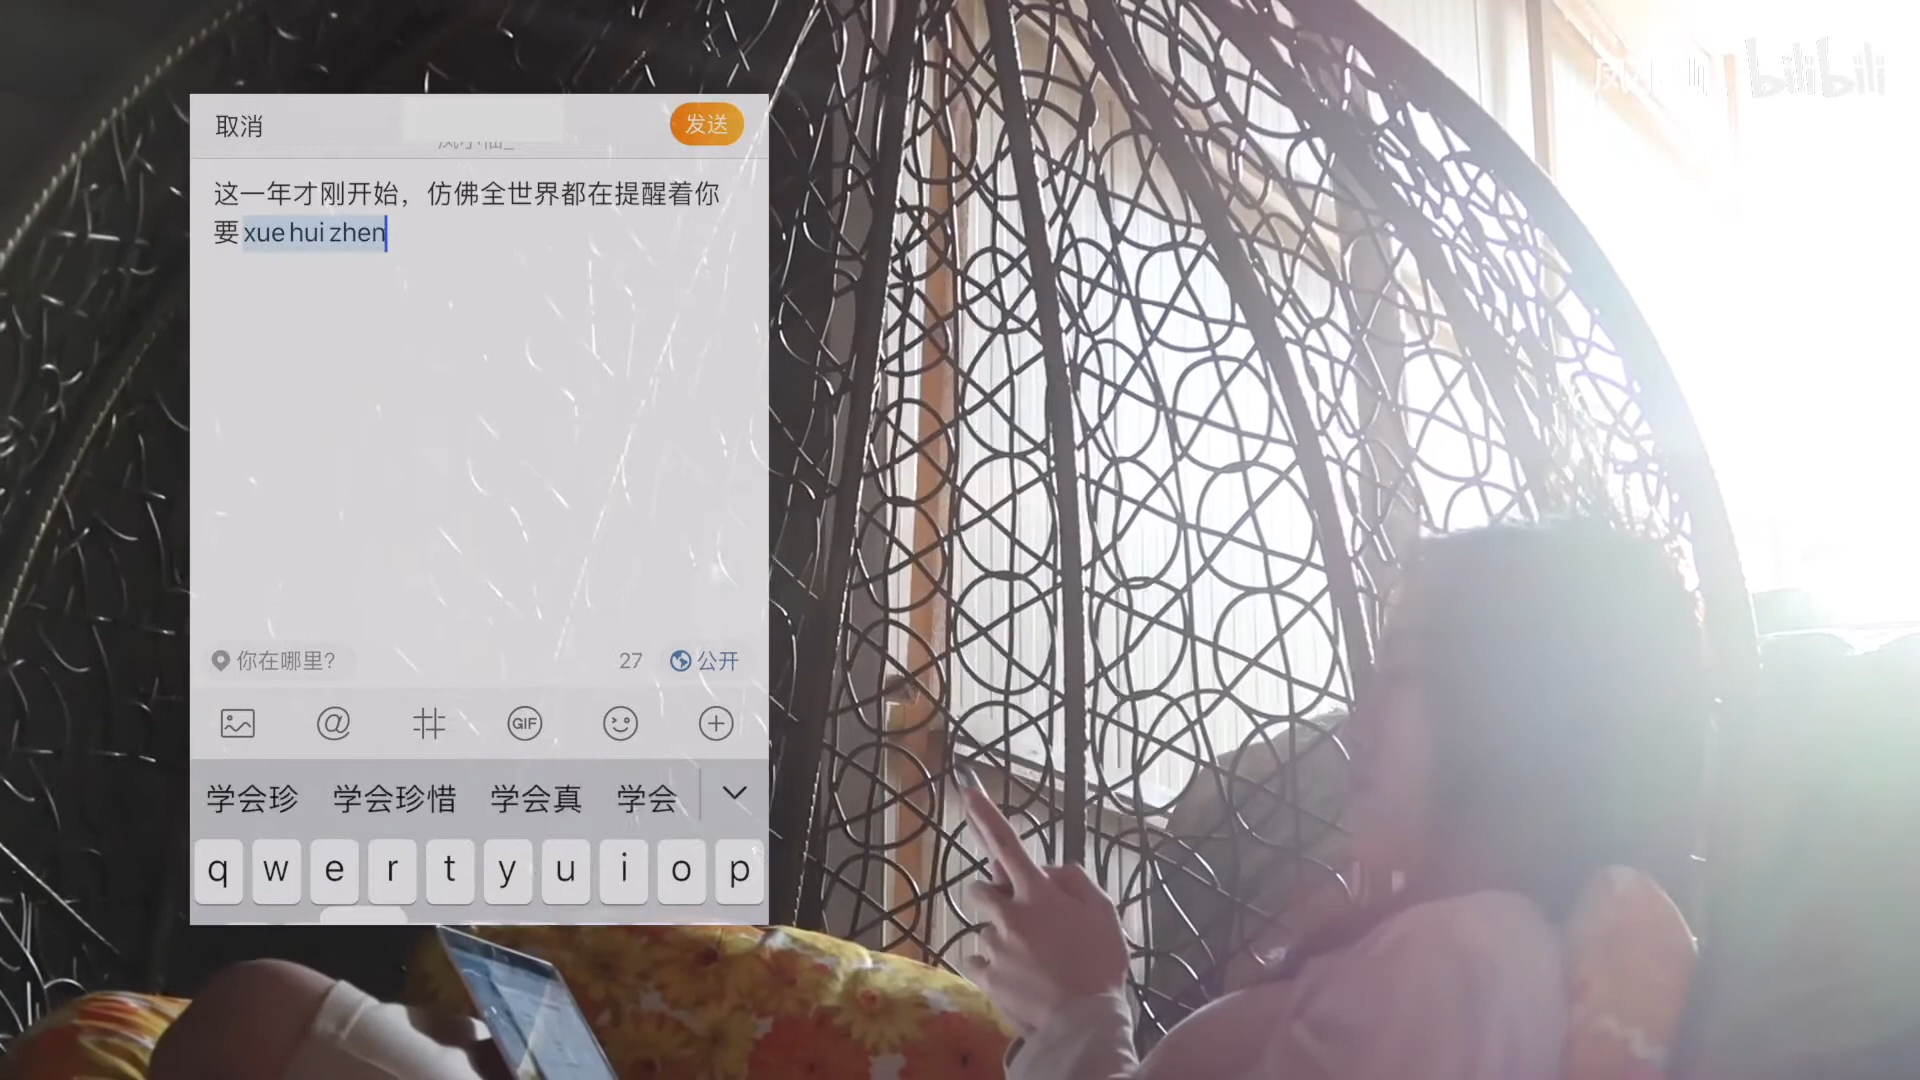 bilibili
取消
发送
这一年才刚开始，仿佛全世界都在提醒着你
要xue hui zhen
你在哪里？ 27 公开
@ GIF
学会珍 学会珍惜 学会真 学会
q w e r t y u i o p